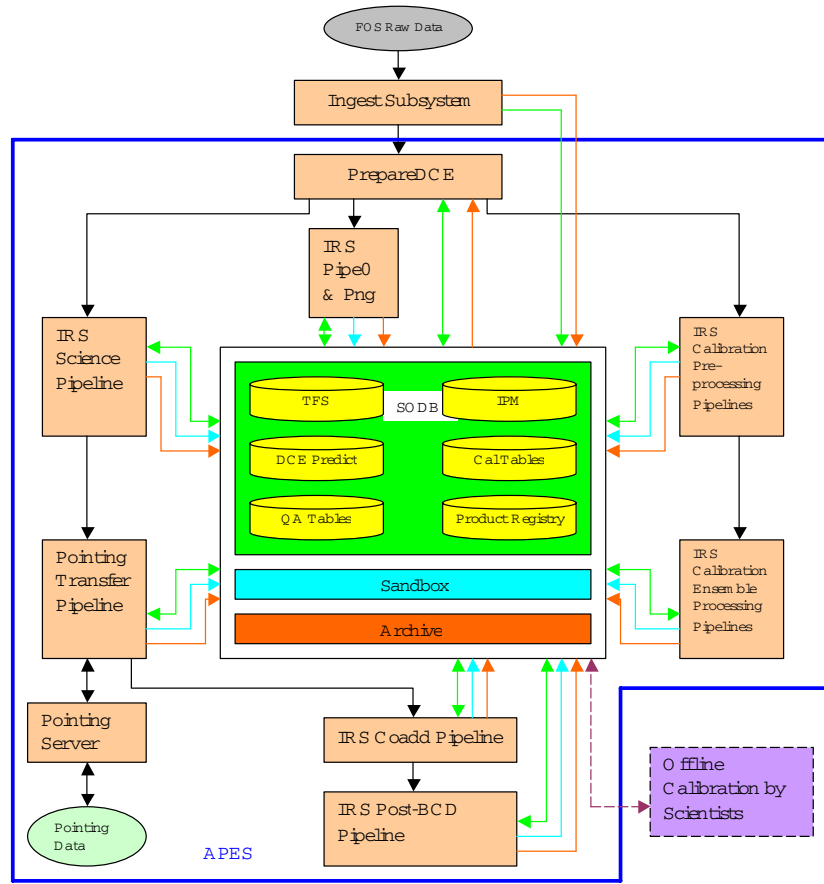 FOS Raw Data
Ingest Subsystem
PrepareDCE
IRS
Pipe0
& Png
IRS
Science
Pipeline
IRS
Calibration
Pre-
processing
Pipelines
TFS
SODB
IPM
DCE Predict
CalTables
QA Tables
Product Registry
Pointing
Transfer
Pipeline
Sandbox
Archive
IRS
Calibration
Ensemble
Processing
Pipelines
Pointing
Server
IRS Coadd Pipeline
Offline
Calibration by
Scientists
IRS Post-BCD
Pipeline
Pointing
Data
APES